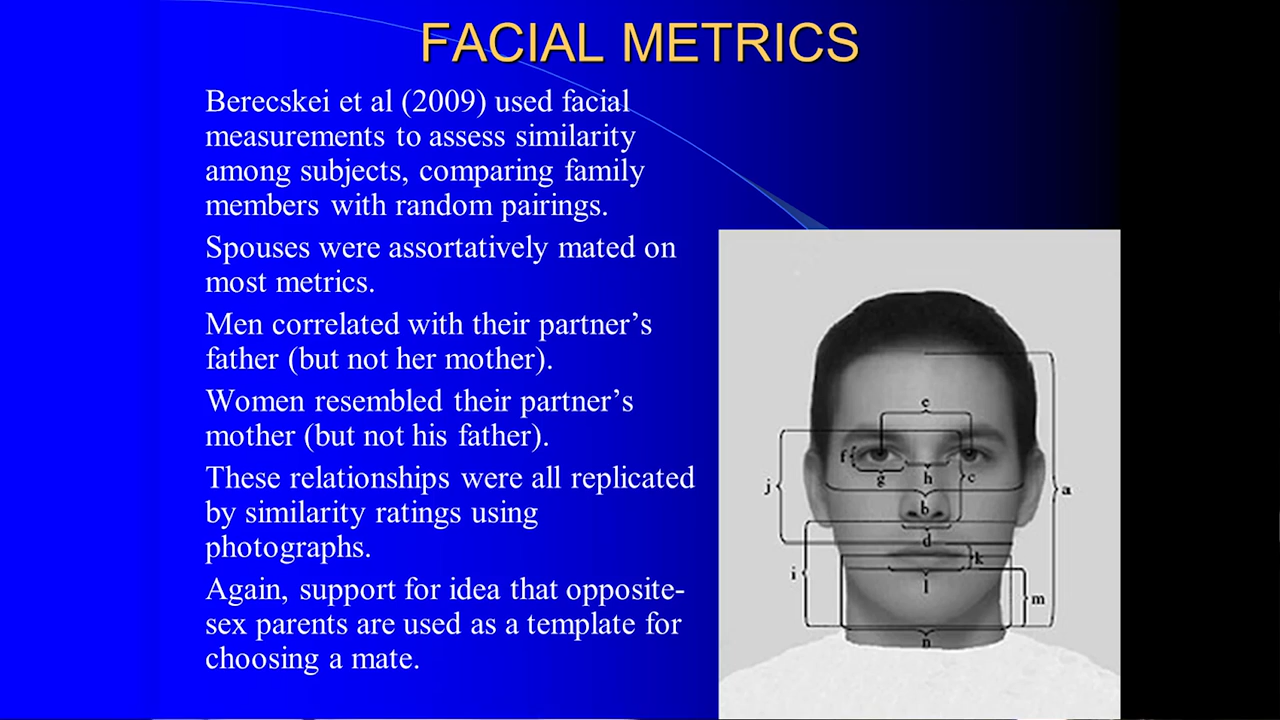 FACIAL METRICS
Berecskei et al (2009) used facial
measurements to assess similarity
among subjects, comparing family
members with random pairings.
Spouses were assortatively mated on
most metrics.
Men correlated with their partner’s
father (but not her mother).
Women resembled their partner’s
mother (but not his father).
These relationships were all replicated
by similarity ratings using
photographs.
Again, support for idea that opposite-
sex parents are used as a template for
choosing a mate.
e
f
g
h
c
j
a
b
d
k
i
l
m
n